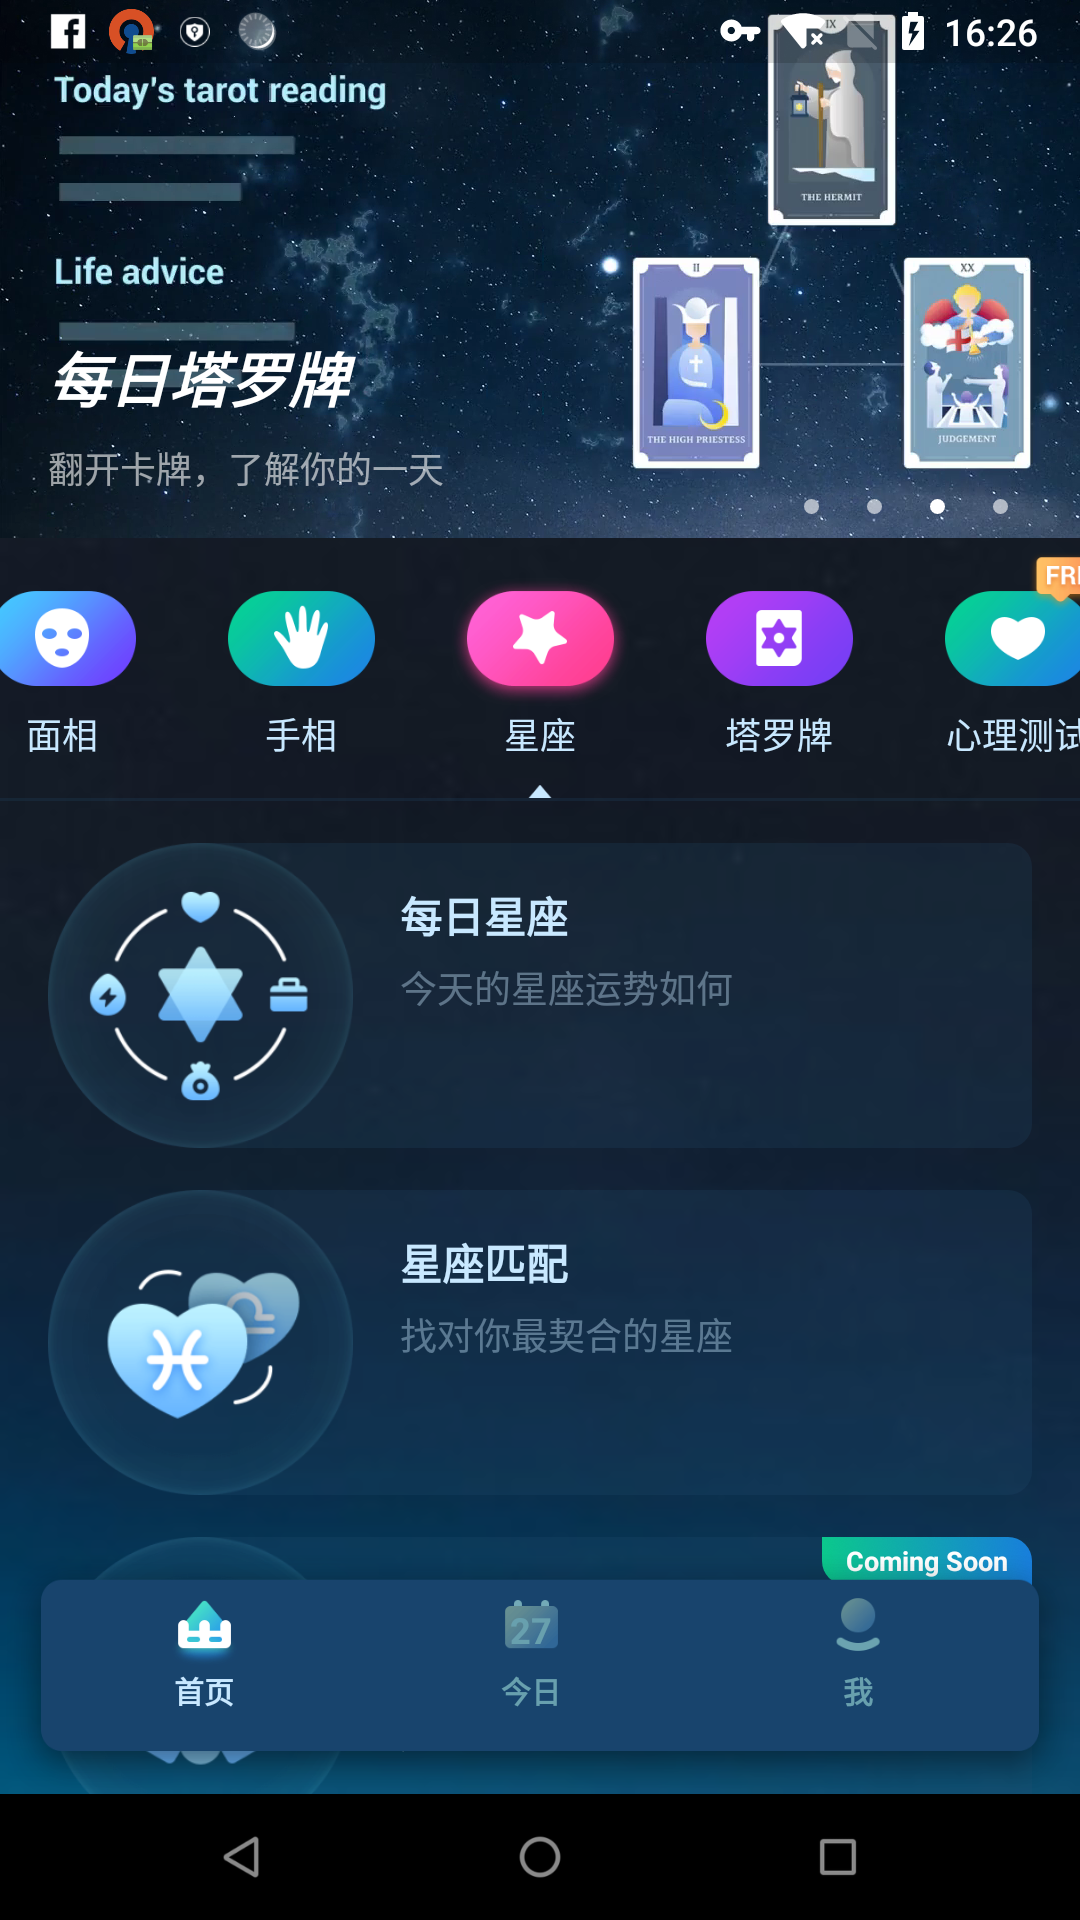 16:26
IX
Today's tarot reading
THE HERMIT
Life advice
II
XX
每日塔罗牌
THE HIGH PRIESTESS
JUDGEMENT
翻开卡牌，了解你的一天
面相
手相
星座
塔罗牌
心理测试
每日星座
今天的星座运势如何
星座匹配
找对你最契合的星座
Coming Soon
27
首页
今日
我